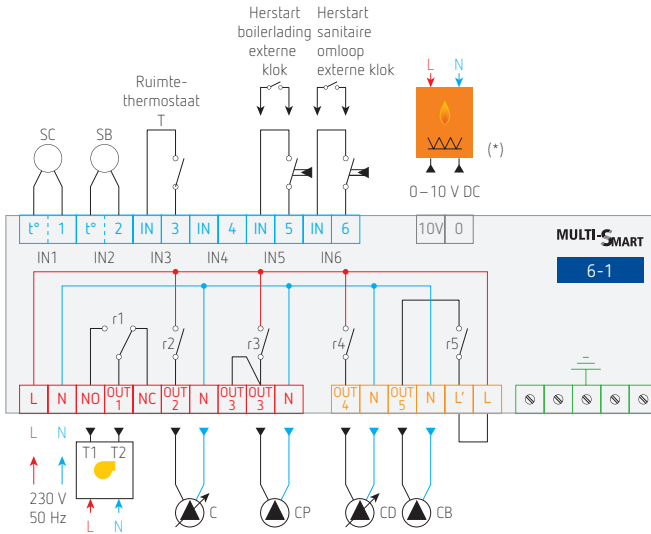 Herstart
boilerlading
externe
klok
Herstart
sanitaire
omloop
externe klok
Ruimte-
thermostaat
T
L N
SC SB
(*)
0–10 V DC
t° 1 t° 2 IN 3 IN 4 IN 5 IN 6 10V 0
IN1 IN2 IN3 IN4 IN5 IN6
MULTI-SMART
6-1
r1
r2 r3 r4 r5
L N NO OUT 1 NC OUT 2 N OUT 3 OUT 3 N OUT 4 N OUT 5 N L' L
L N
T1 T2
230 V
50 Hz
L N
C CP CD CB